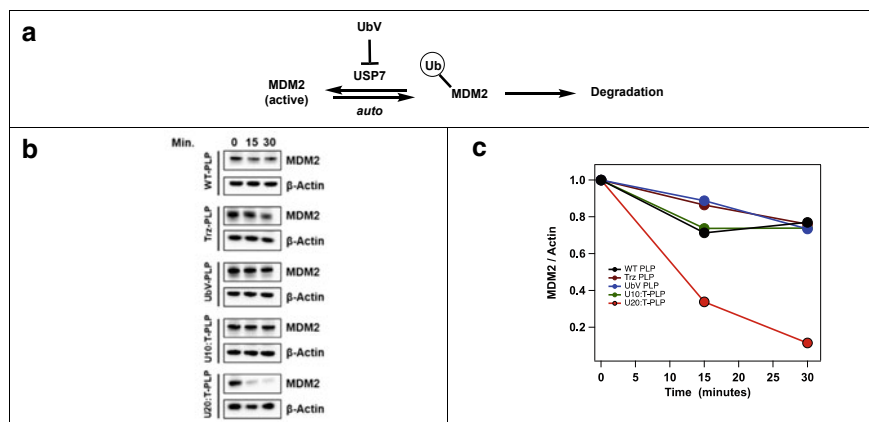 a
UbV
USP7
MDM2
(active)
auto
Ub
MDM2
Degradation
b
Min. 0 15 30
WT-PLP
MDM2
β-Actin
Trz-PLP
MDM2
β-Actin
UbV-PLP
MDM2
β-Actin
U10:T-PLP
MDM2
β-Actin
U20:T-PLP
MDM2
β-Actin
c
MDM2 / Actin
1.0
0.8
0.6
0.4
0.2
WT PLP
Trz PLP
UbV PLP
U10:T-PLP
U20:T-PLP
0 5 10 15 20 25 30
Time (minutes)